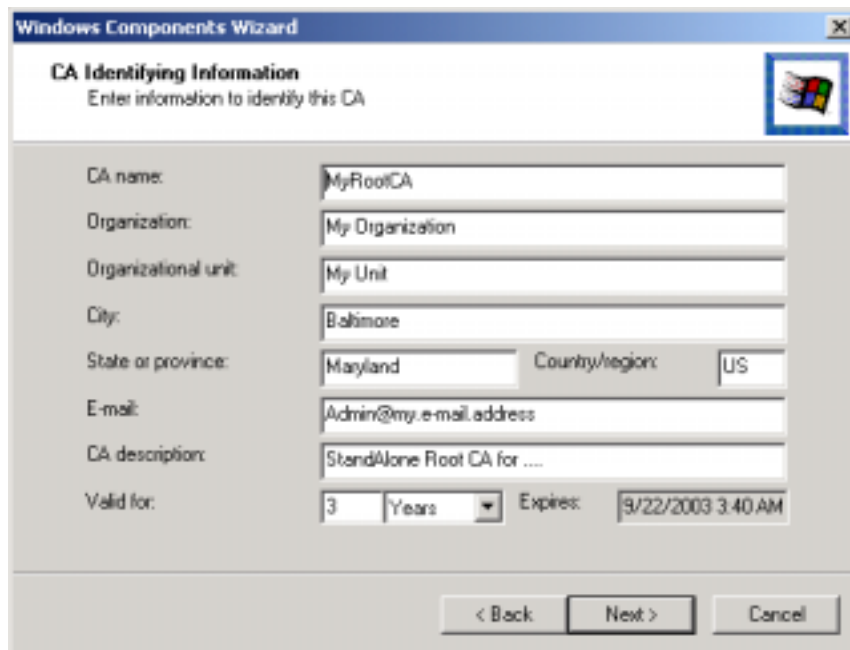 Windows Components Wizard
CA Identifying Information
Enter information to identify this CA
CA name: MyRootCA
Organization: My Organization
Organizational unit: My Unit
City: Baltimore
State or province: Maryland Country/region: US
E-mail: Admin@my.e-mail.address
CA description: StandAlone Root CA for ....
Valid for: 3 Years Expires: 9/22/2003 3:40 AM
< Back Next > Cancel